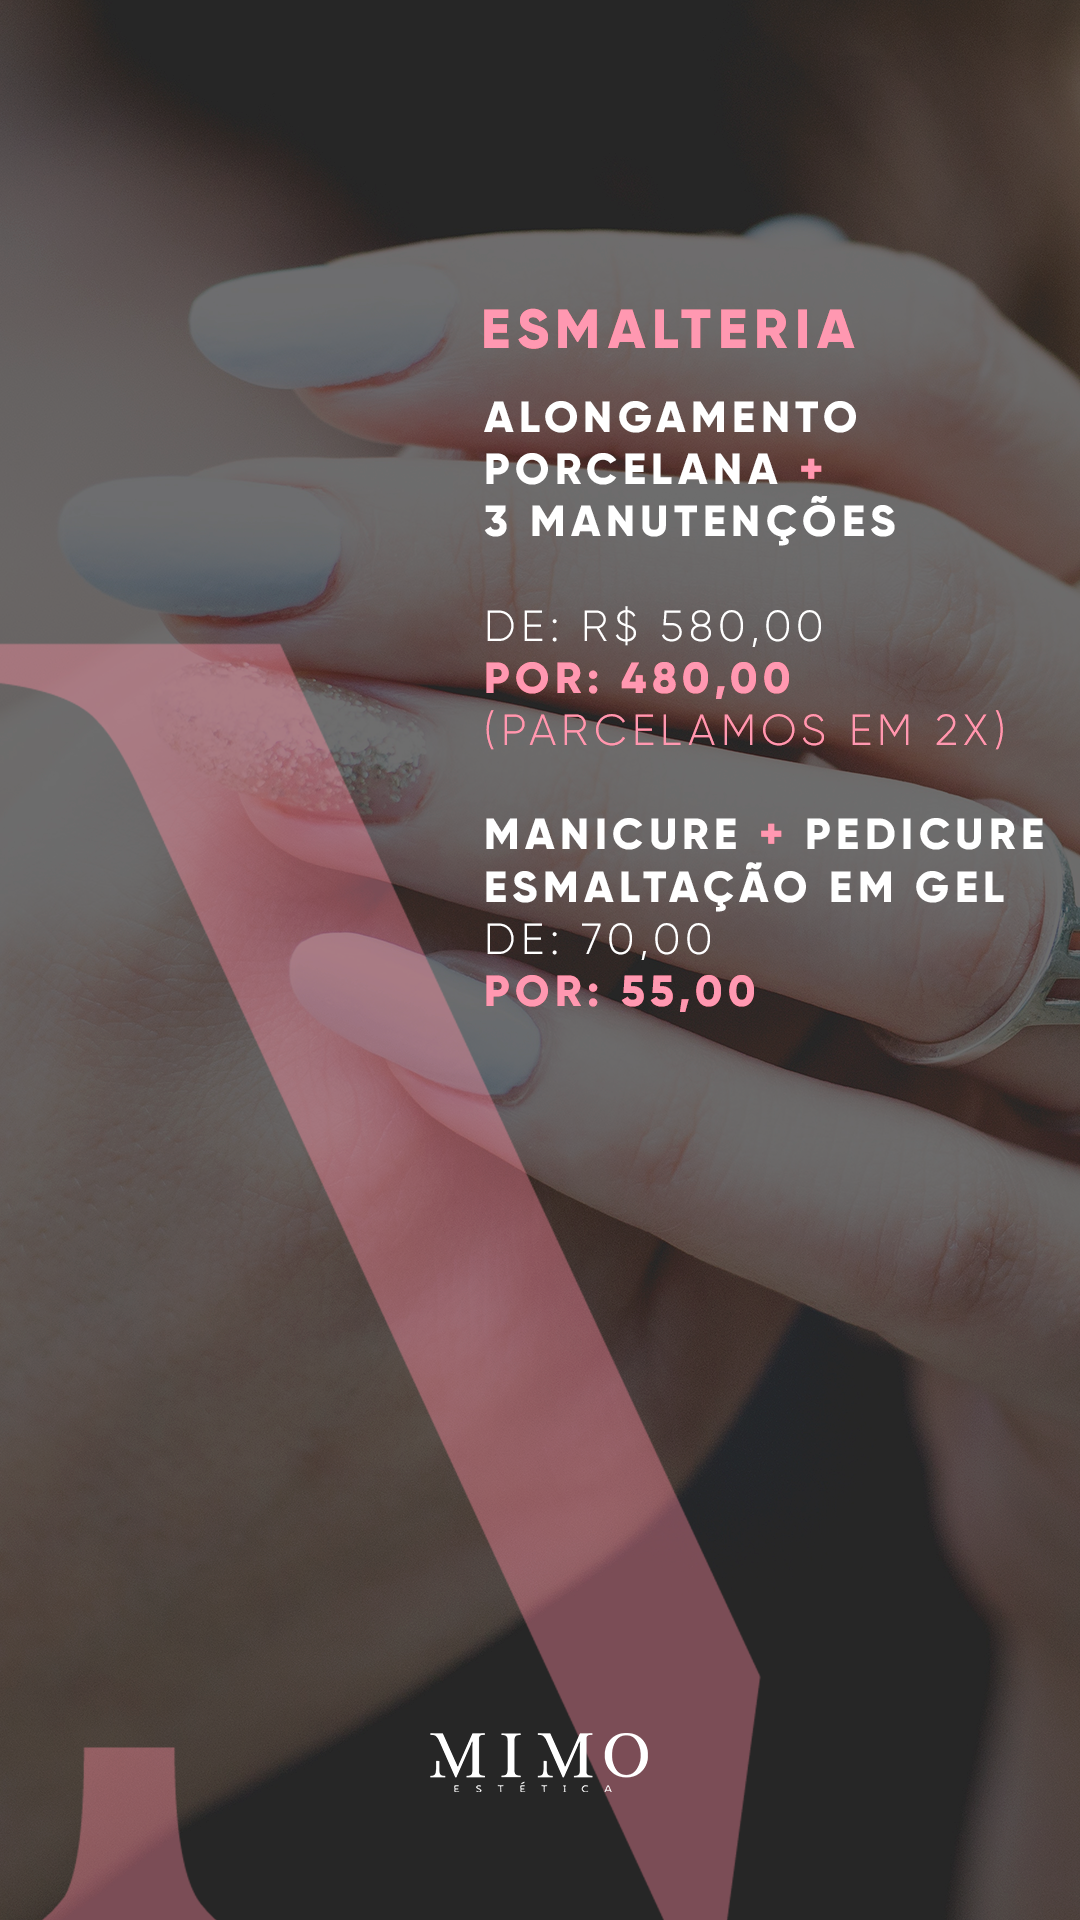 ESMALTERIA
ALONGAMENTO
PORCELANA +
3 MANUTENÇÕES
DE: R$ 580,00
POR: 480,00
(PARCELAMOS EM 2X)
MANICURE + PEDICURE
ESMALTAÇÃO EM GEL
DE: 70,00
POR: 55,00
MIMO
ESTÉTICA